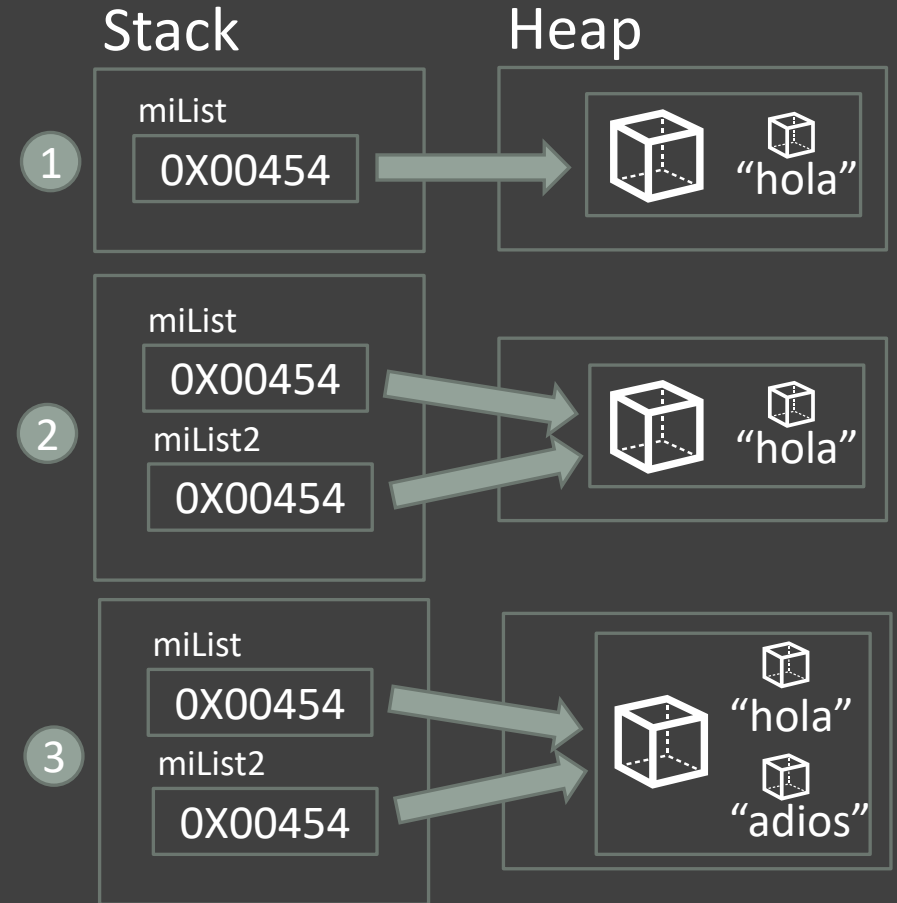 Stack
Heap
1
miList
0X00454
“hola”
2
miList
0X00454
miList2
0X00454
“hola”
3
miList
0X00454
miList2
0X00454
“hola”
“adios”